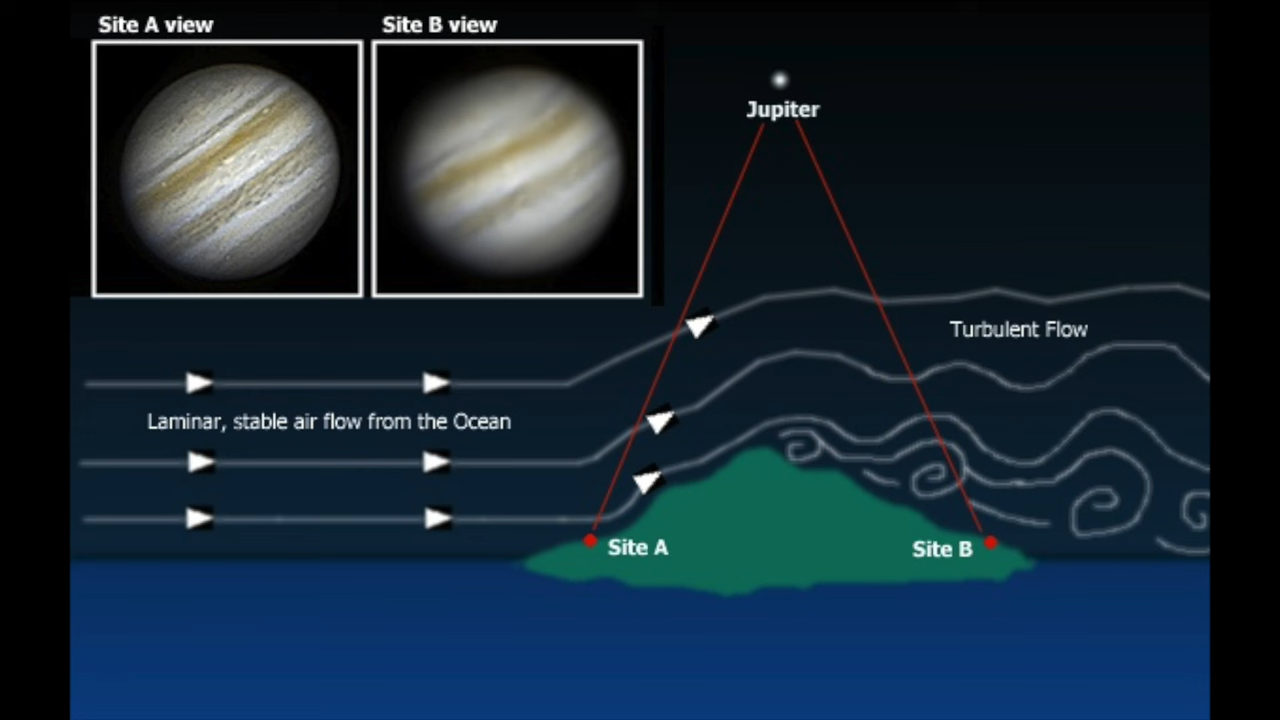 Site A view
Site B view
Jupiter
Turbulent Flow
Laminar, stable air flow from the Ocean
Site A
Site B